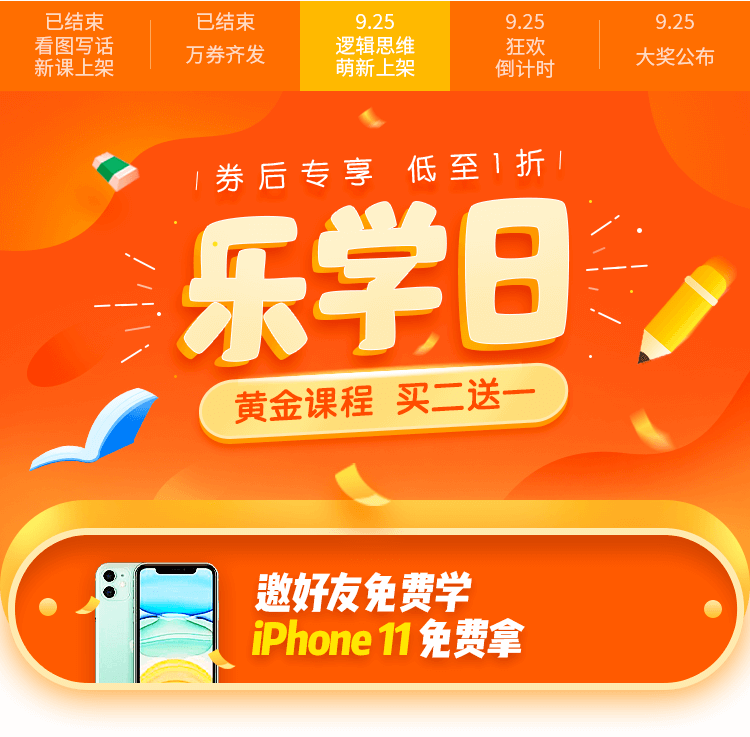 已结束
看图写话
新课上架
已结束
万券齐发
9.25
逻辑思维
萌新上架
9.25
狂欢
倒计时
9.25
大奖公布
券后专享 低至1折
乐学日
黄金课程 买二送一
邀好友免费学
iPhone 11 免费拿